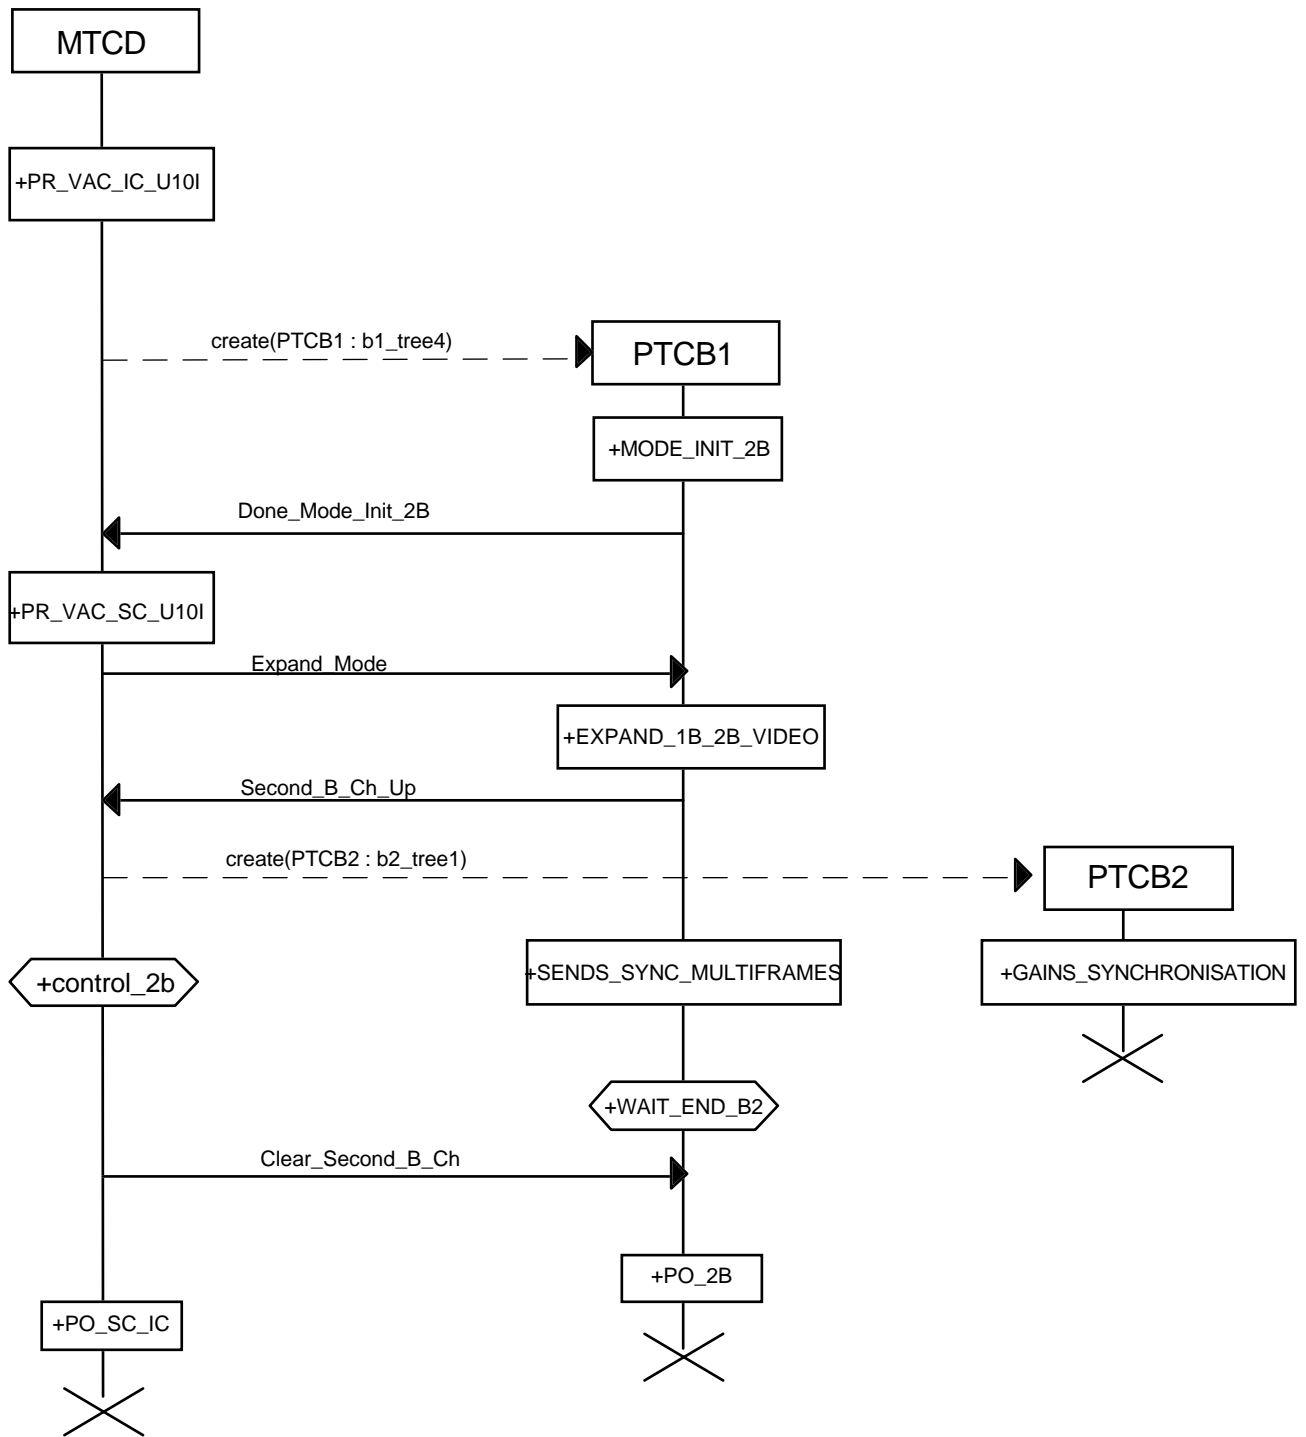 MTCD
+PR_VAC_IC_U10I
create(PTCB1 : b1_tree4)
PTCB1
+MODE_INIT_2B
Done_Mode_Init_2B
+PR_VAC_SC_U10I
Expand_Mode
+EXPAND_1B_2B_VIDEO
Second_B_Ch_Up
create(PTCB2 : b2_tree1)
PTCB2
+control_2b
+SENDS_SYNC_MULTIFRAMES
+GAINS_SYNCHRONISATION
+WAIT_END_B2
Clear_Second_B_Ch
+PO_2B
+PO_SC_IC